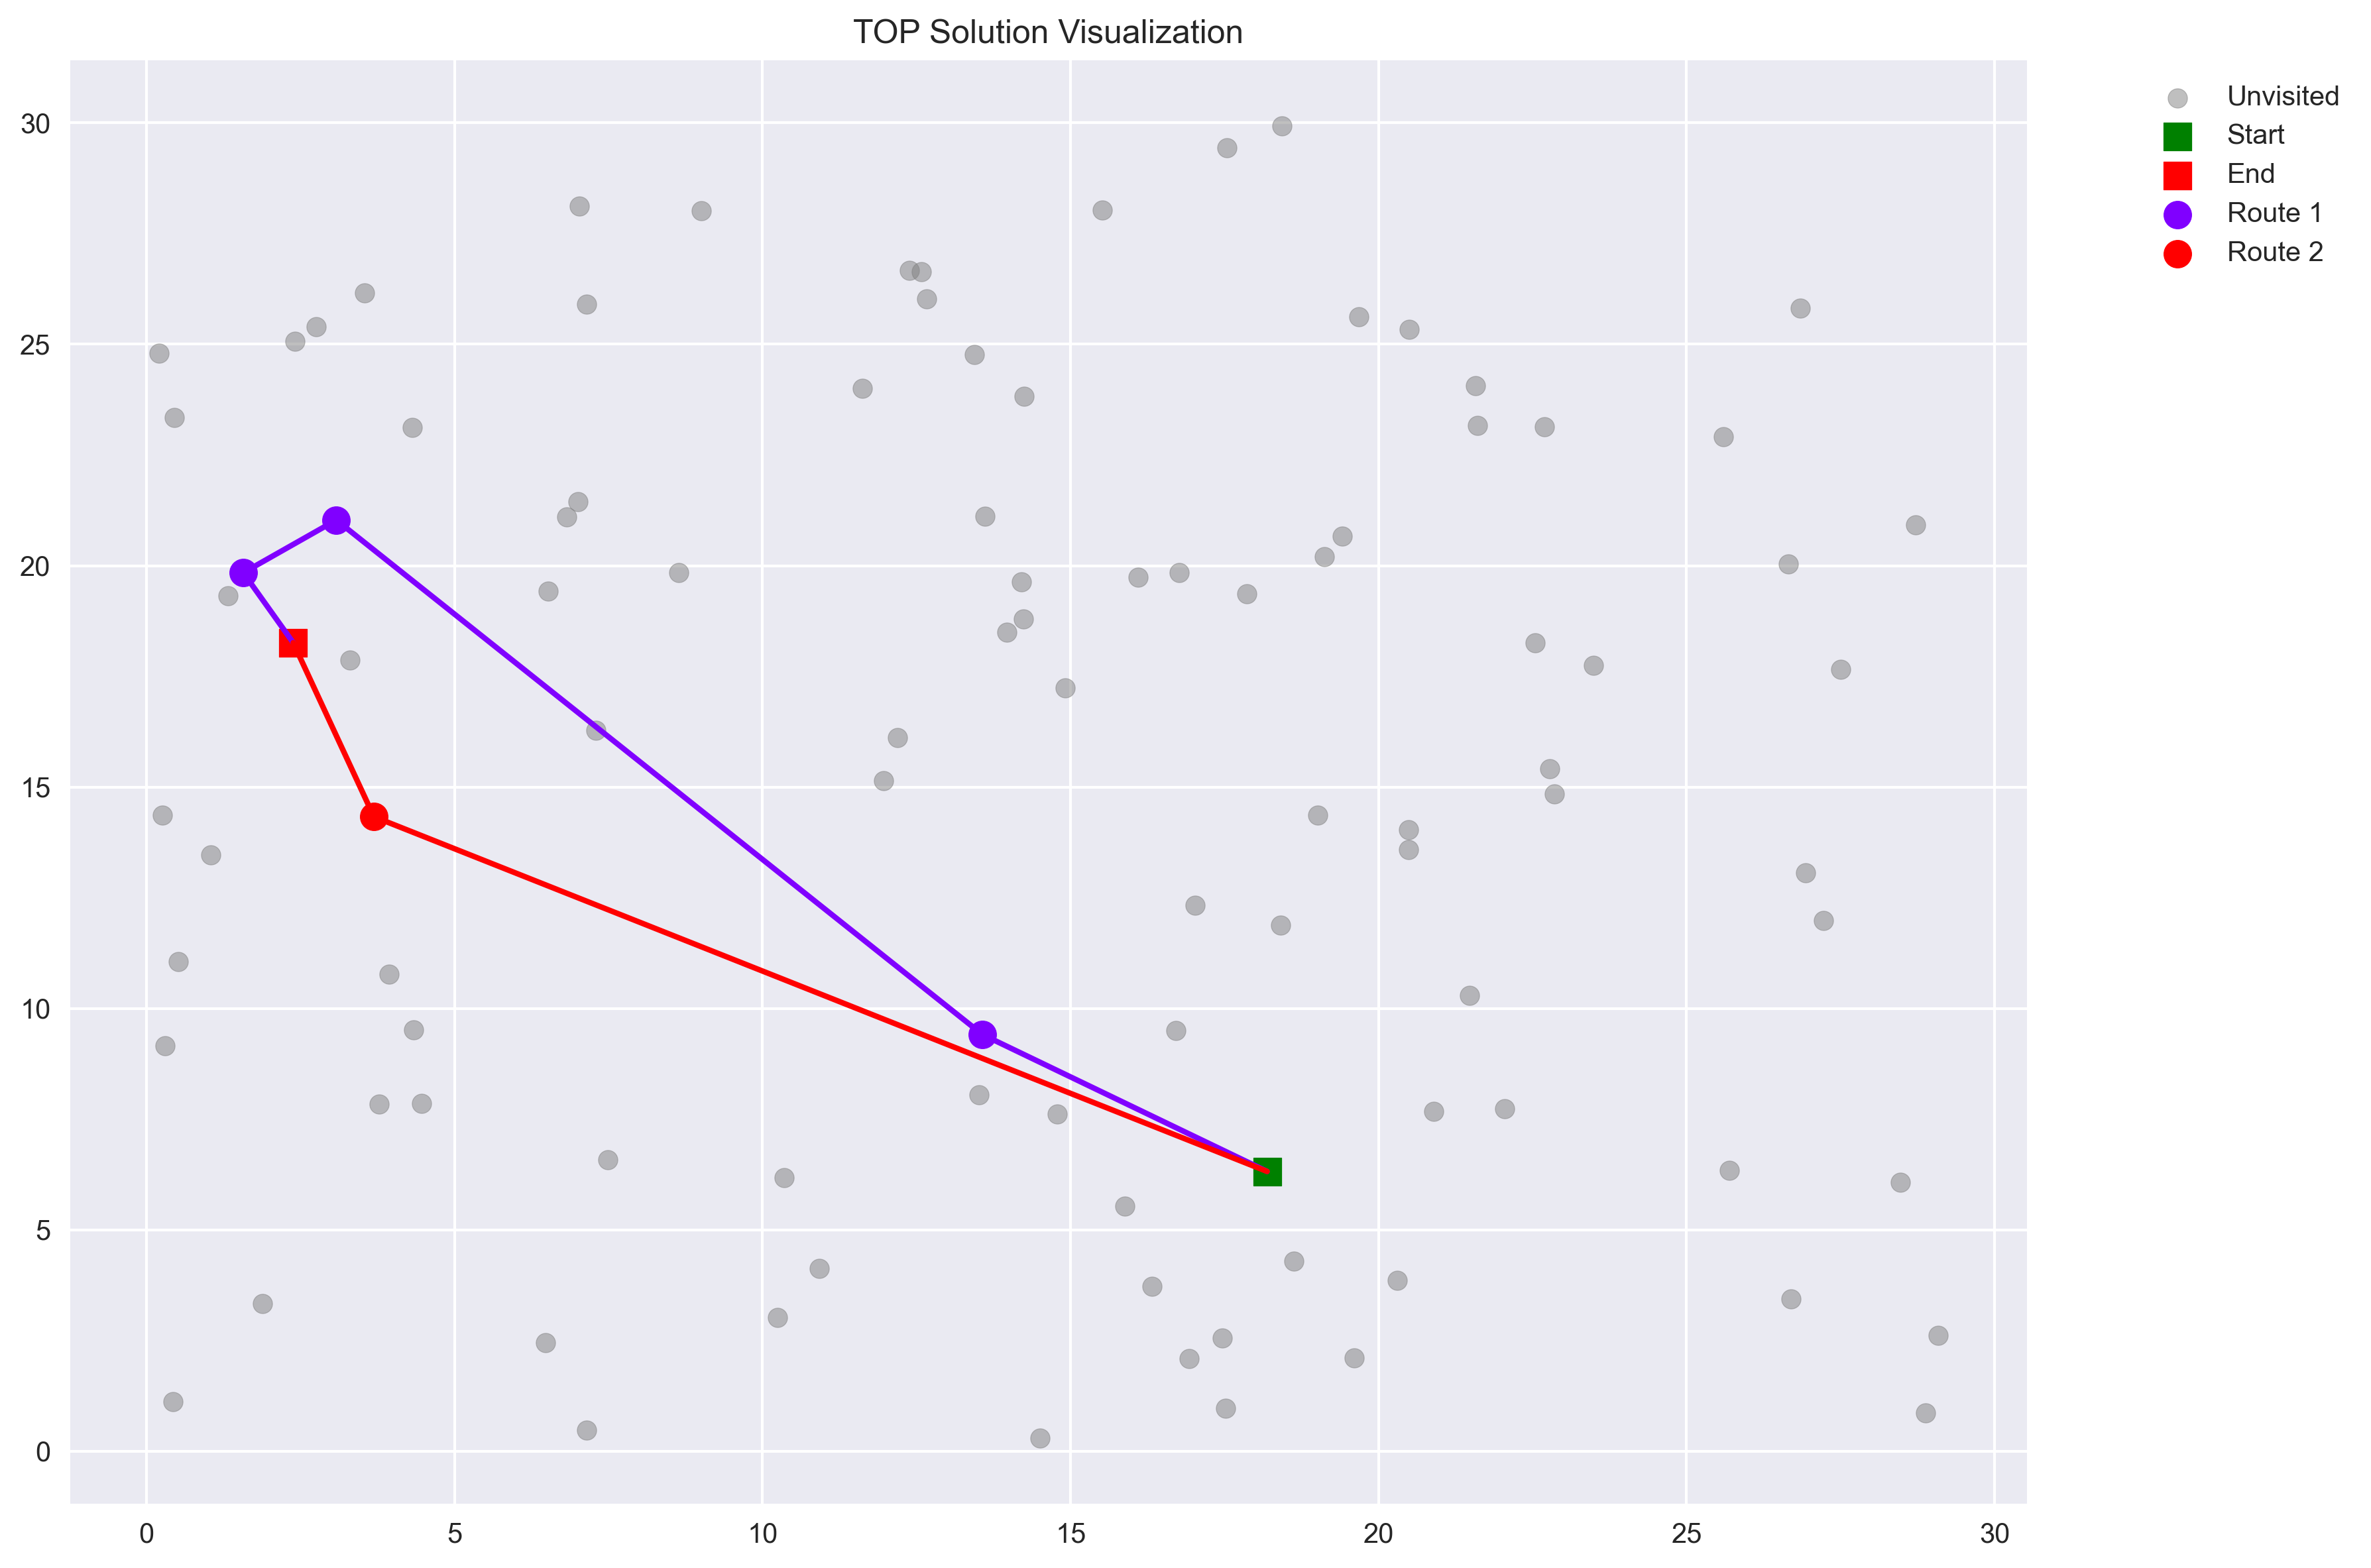 TOP Solution Visualization
30
25
20
15
10
5
0
0 5 10 15 20 25 30
Unvisited
Start
End
Route 1
Route 2